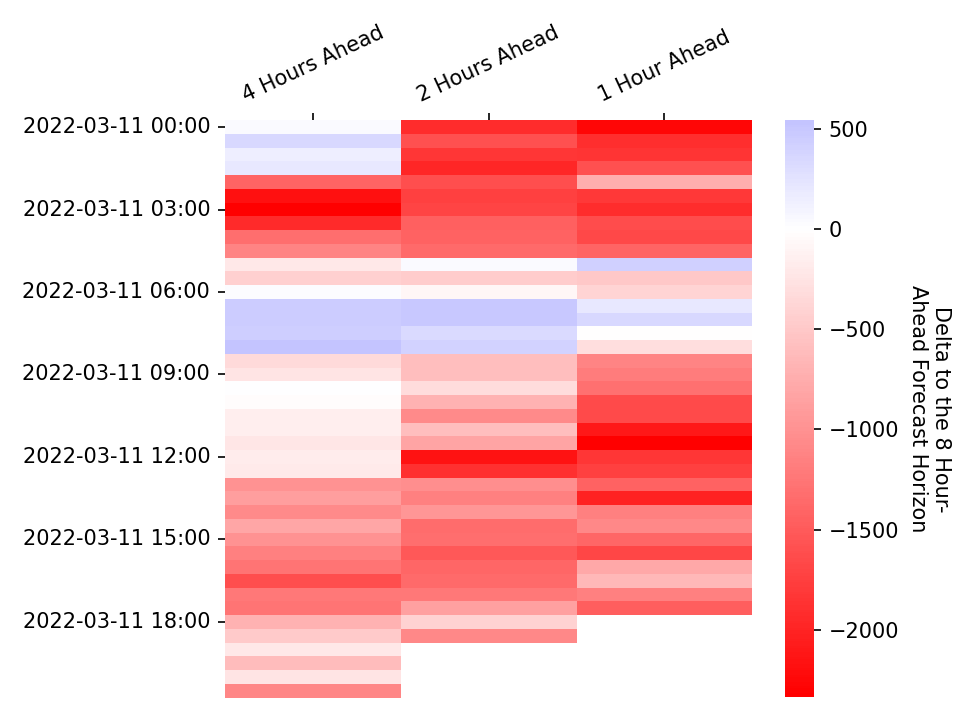 4 Hours Ahead
2 Hours Ahead
1 Hour Ahead
2022-03-11 00:00
2022-03-11 03:00
2022-03-11 06:00
2022-03-11 09:00
2022-03-11 12:00
2022-03-11 15:00
2022-03-11 18:00
500
0
−500
−1000
−1500
−2000
Delta to the 8 Hour-
Ahead Forecast Horizon